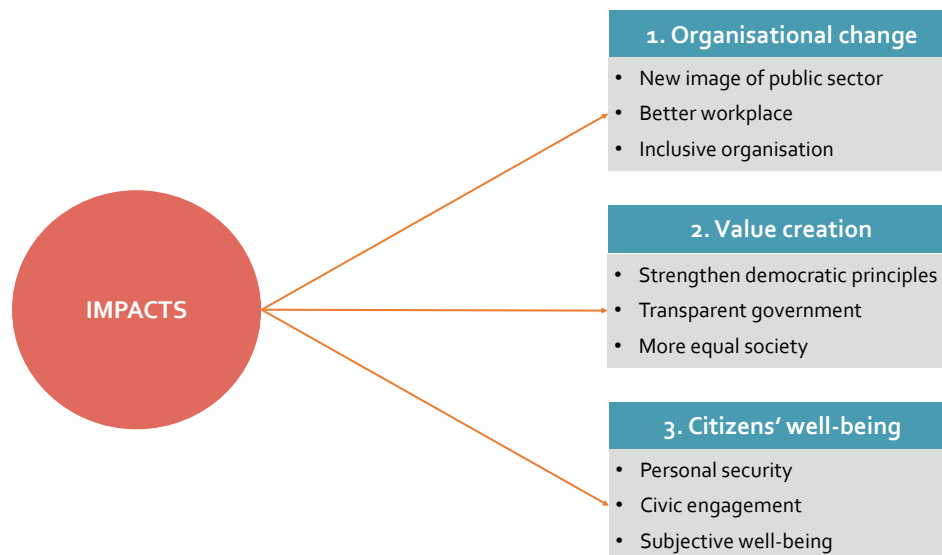 IMPACTS
1. Organisational change
• New image of public sector
• Better workplace
• Inclusive organisation
2. Value creation
• Strengthen democratic principles
• Transparent government
• More equal society
3. Citizens’ well-being
• Personal security
• Civic engagement
• Subjective well-being